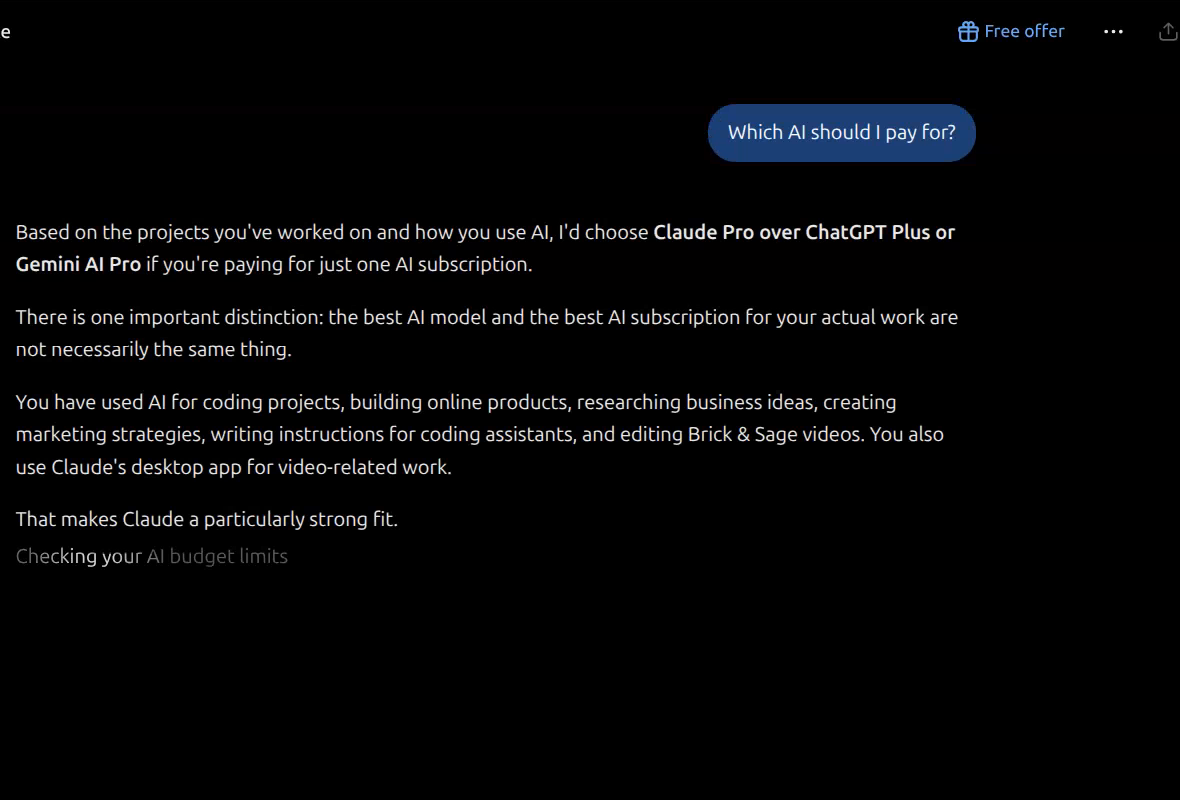 e
Free offer
Which AI should I pay for?
Based on the projects you've worked on and how you use AI, I'd choose Claude Pro over ChatGPT Plus or
Gemini AI Pro if you're paying for just one AI subscription.
There is one important distinction: the best AI model and the best AI subscription for your actual work are
not necessarily the same thing.
You have used AI for coding projects, building online products, researching business ideas, creating
marketing strategies, writing instructions for coding assistants, and editing Brick & Sage videos. You also
use Claude's desktop app for video-related work.
That makes Claude a particularly strong fit.
Checking your AI budget limits